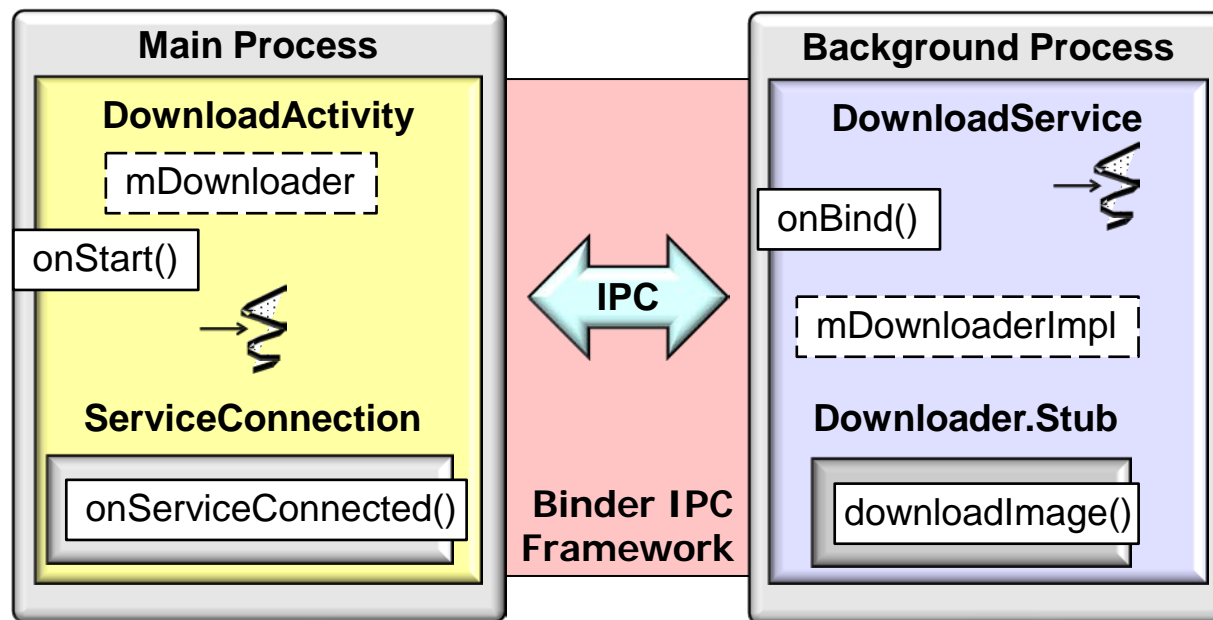 Main Process
DownloadActivity
mDownloader
onStart()
ServiceConnection
onServiceConnected()
IPC
Binder IPC
Framework
Background Process
DownloadService
onBind()
mDownloaderImpl
Downloader.Stub
downloadImage()